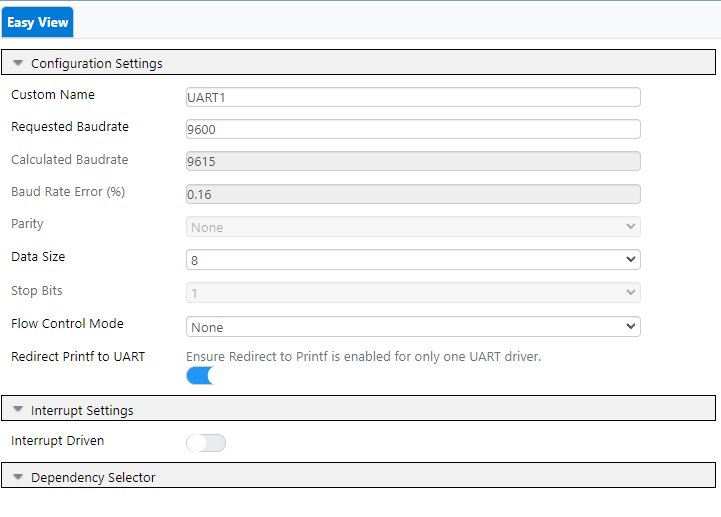 Easy View
Configuration Settings
Custom Name UART1
Requested Baudrate 9600
Calculated Baudrate 9615
Baud Rate Error (%) 0.16
Parity None
Data Size 8
Stop Bits 1
Flow Control Mode None
Redirect Printf to UART Ensure Redirect to Printf is enabled for only one UART driver.
Interrupt Settings
Interrupt Driven
Dependency Selector